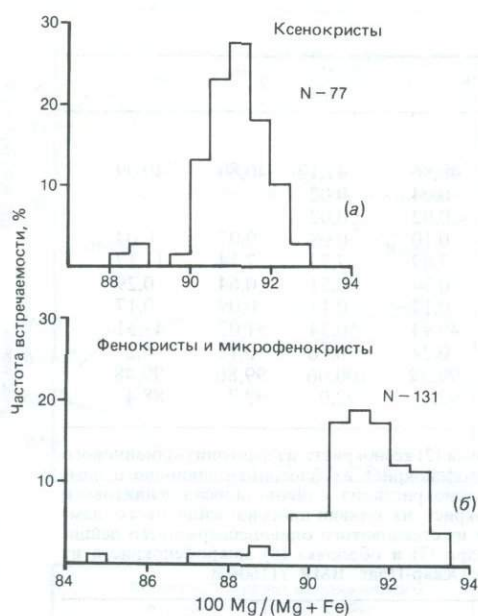 Частота встречаемости, %
30
Ксенокристы
N – 77
20
10
(а)
88 90 92 94
30
Фенокристы и микрофенокристы
N – 131
20
10
(б)
84 86 88 90 92 94
100 Mg/(Mg + Fe)